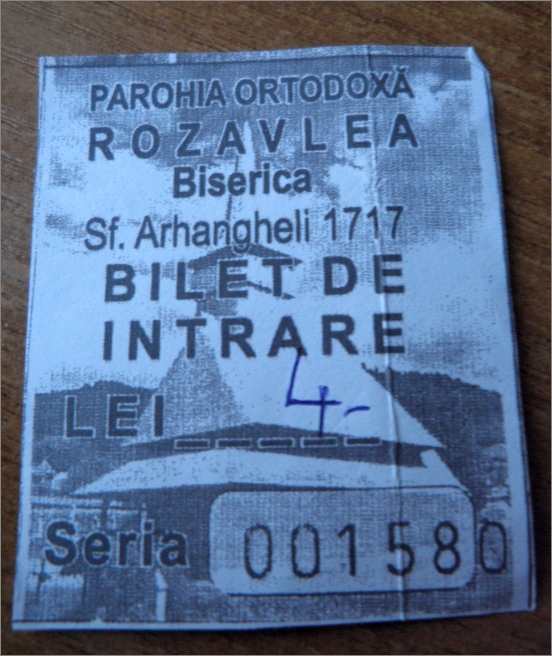 PAROHIA ORTODOXĂ
ROZAVLEA
Biserica
Sf. Arhangheli 1717
BILET DE
INTRARE
LEI _ _ _ _ _ 4-
Seria 001580